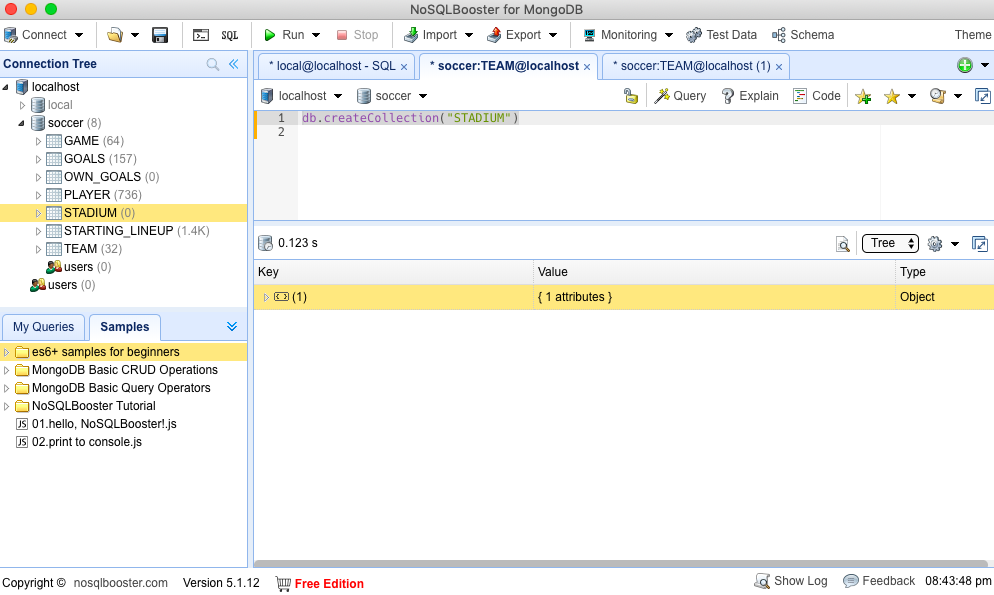 NoSQLBooster for MongoDB
Connect SQL Run Stop Import Export Monitoring Test Data Schema Theme
Connection Tree
localhost
local
soccer (8)
GAME (64)
GOALS (157)
OWN_GOALS (0)
PLAYER (736)
STADIUM (0)
STARTING_LINEUP (1.4K)
TEAM (32)
users (0)
users (0)
My Queries Samples
es6+ samples for beginners
MongoDB Basic CRUD Operations
MongoDB Basic Query Operators
NoSQLBooster Tutorial
JS 01.hello, NoSQLBooster!.js
JS 02.print to console.js
* local@localhost - SQL × * soccer:TEAM@localhost × * soccer:TEAM@localhost (1) ×
localhost soccer Query ? Explain Code
1 db.createCollection("STADIUM")
2
0.123 s Tree
Key Value Type
(1) { 1 attributes } Object
Copyright © nosqlbooster.com Version 5.1.12 Free Edition Show Log Feedback 08:43:48 pm